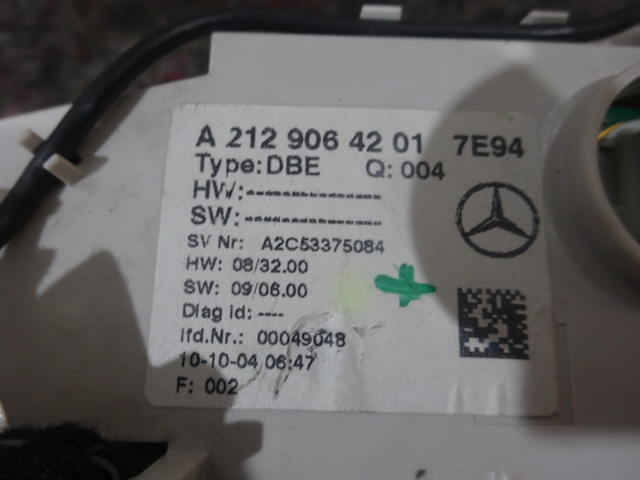 A 212 906 42 01 7E94
Type:DBE Q: 004
HW:---------------
SW:---------------
SV Nr: A2C53375084
HW: 08/32.00
SW: 09/06.00
Diag id: ----
lfd.Nr.: 00049048
10-10-04 06:47
F: 002